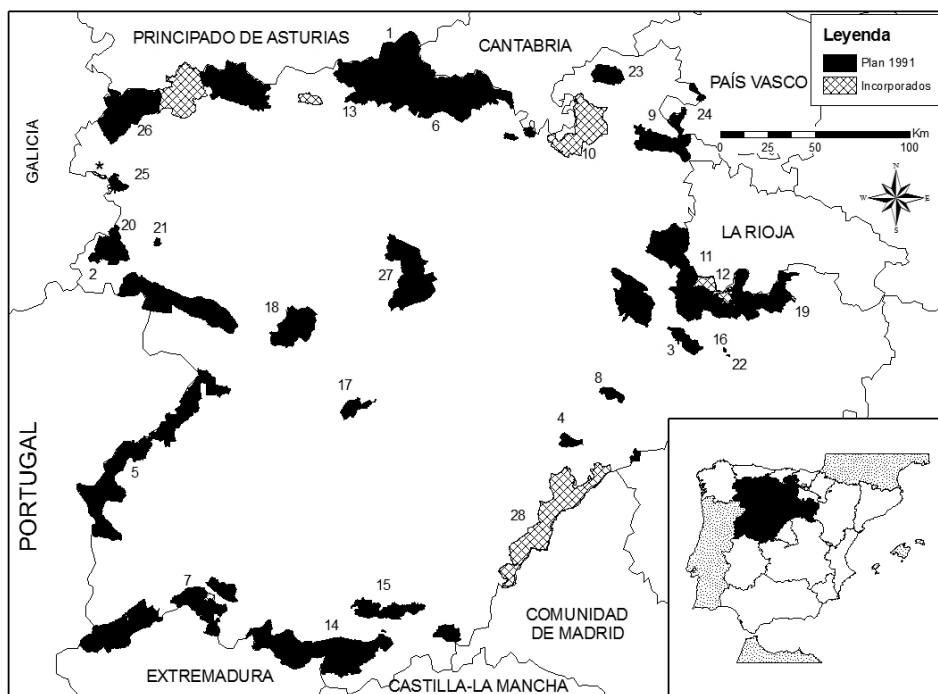 PRINCIPADO DE ASTURIAS
1
CANTABRIA
Leyenda
Plan 1991
Incorporados
23
PAÍS VASCO
24
9
13
6
10
26
Km
0 25 50 100
GALICIA
*
25
N
W E
S
20
21
2
LA RIOJA
11
12
27
18
19
3
16
22
8
17
4
PORTUGAL
5
28
7
15
14
COMUNIDAD
DE MADRID
EXTREMADURA
CASTILLA-LA MANCHA